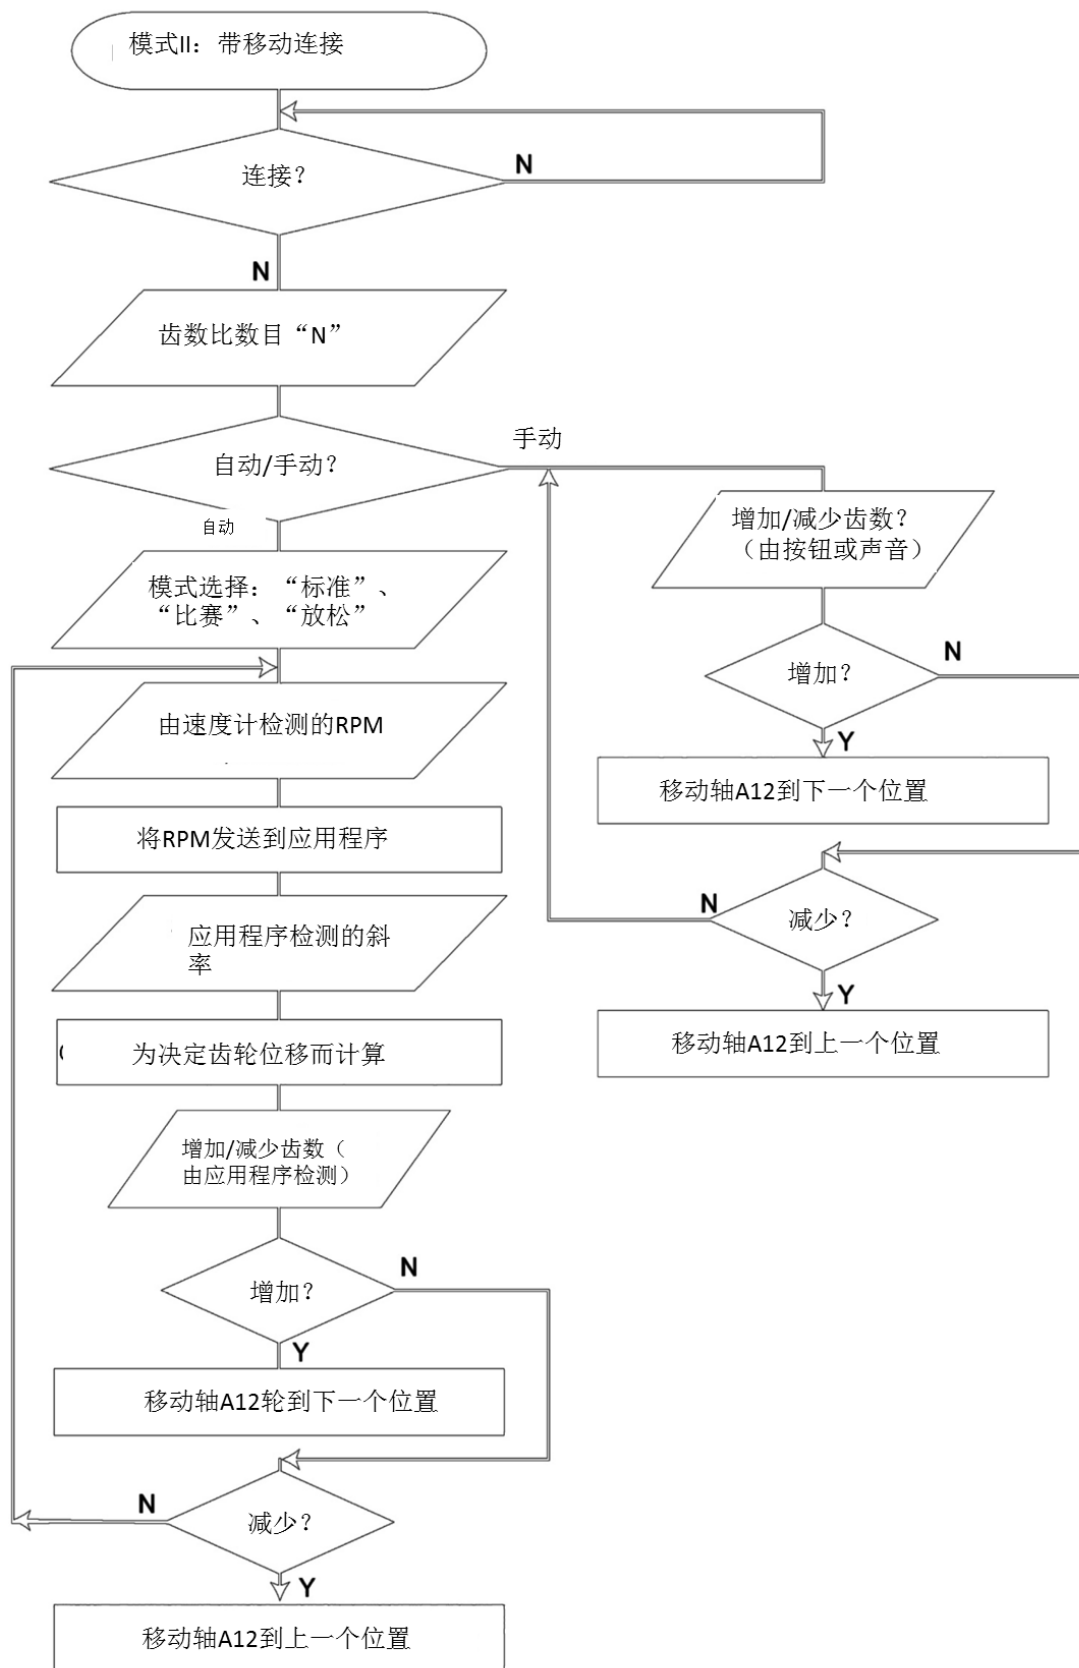 模式II：带移动连接
连接？
N
N
齿数比数目“N”
自动/手动？
手动
自动
模式选择：“标准”、
“比赛”、“放松”
由速度计检测的RPM
将RPM发送到应用程序
应用程序检测的斜
率
为决定齿轮位移而计算
增加/减少齿数（
由应用程序检测）
增加？
N
Y
移动轴A12轮到下一个位置
减少？
N
Y
移动轴A12到上一个位置
增加/减少齿数？
（由按钮或声音）
增加？
N
Y
移动轴A12到下一个位置
减少？
N
Y
移动轴A12到上一个位置